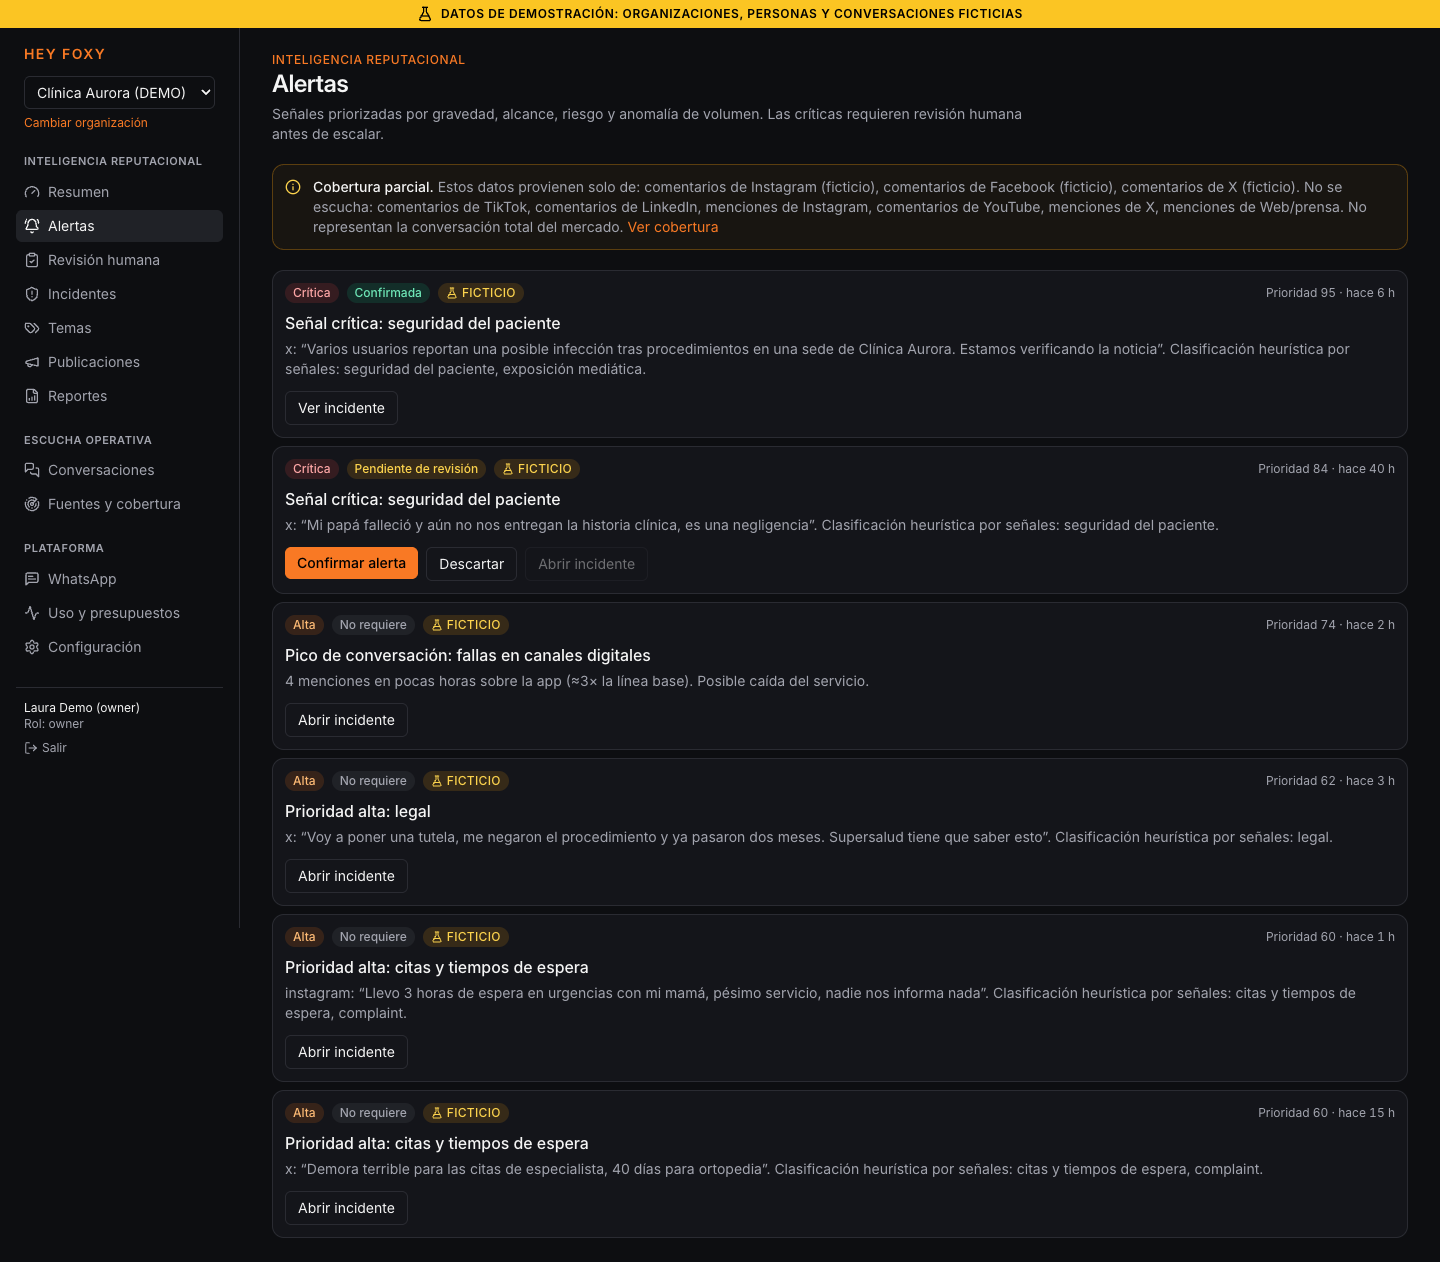 DATOS DE DEMOSTRACIÓN: ORGANIZACIONES, PERSONAS Y CONVERSACIONES FICTICIAS
HEY FOXY
Clínica Aurora (DEMO)
Cambiar organización
INTELIGENCIA REPUTACIONAL
Resumen
Alertas
Revisión humana
Incidentes
Temas
Publicaciones
Reportes
ESCUCHA OPERATIVA
Conversaciones
Fuentes y cobertura
PLATAFORMA
WhatsApp
Uso y presupuestos
Configuración
Laura Demo (owner)
Rol: owner
Salir
INTELIGENCIA REPUTACIONAL
Alertas
Señales priorizadas por gravedad, alcance, riesgo y anomalía de volumen. Las críticas requieren revisión humana
antes de escalar.
Cobertura parcial. Estos datos provienen solo de: comentarios de Instagram (ficticio), comentarios de Facebook (ficticio), comentarios de X (ficticio). No se
escucha: comentarios de TikTok, comentarios de LinkedIn, menciones de Instagram, comentarios de YouTube, menciones de X, menciones de Web/prensa. No
representan la conversación total del mercado. Ver cobertura
Crítica Confirmada FICTICIO Prioridad 95 · hace 6 h
Señal crítica: seguridad del paciente
x: “Varios usuarios reportan una posible infección tras procedimientos en una sede de Clínica Aurora. Estamos verificando la noticia”. Clasificación heurística por
señales: seguridad del paciente, exposición mediática.
Ver incidente
Crítica Pendiente de revisión FICTICIO Prioridad 84 · hace 40 h
Señal crítica: seguridad del paciente
x: “Mi papá falleció y aún no nos entregan la historia clínica, es una negligencia”. Clasificación heurística por señales: seguridad del paciente.
Confirmar alerta Descartar Abrir incidente
Alta No requiere FICTICIO Prioridad 74 · hace 2 h
Pico de conversación: fallas en canales digitales
4 menciones en pocas horas sobre la app (≈3× la línea base). Posible caída del servicio.
Abrir incidente
Alta No requiere FICTICIO Prioridad 62 · hace 3 h
Prioridad alta: legal
x: “Voy a poner una tutela, me negaron el procedimiento y ya pasaron dos meses. Supersalud tiene que saber esto”. Clasificación heurística por señales: legal.
Abrir incidente
Alta No requiere FICTICIO Prioridad 60 · hace 1 h
Prioridad alta: citas y tiempos de espera
instagram: “Llevo 3 horas de espera en urgencias con mi mamá, pésimo servicio, nadie nos informa nada”. Clasificación heurística por señales: citas y tiempos de
espera, complaint.
Abrir incidente
Alta No requiere FICTICIO Prioridad 60 · hace 15 h
Prioridad alta: citas y tiempos de espera
x: “Demora terrible para las citas de especialista, 40 días para ortopedia”. Clasificación heurística por señales: citas y tiempos de espera, complaint.
Abrir incidente